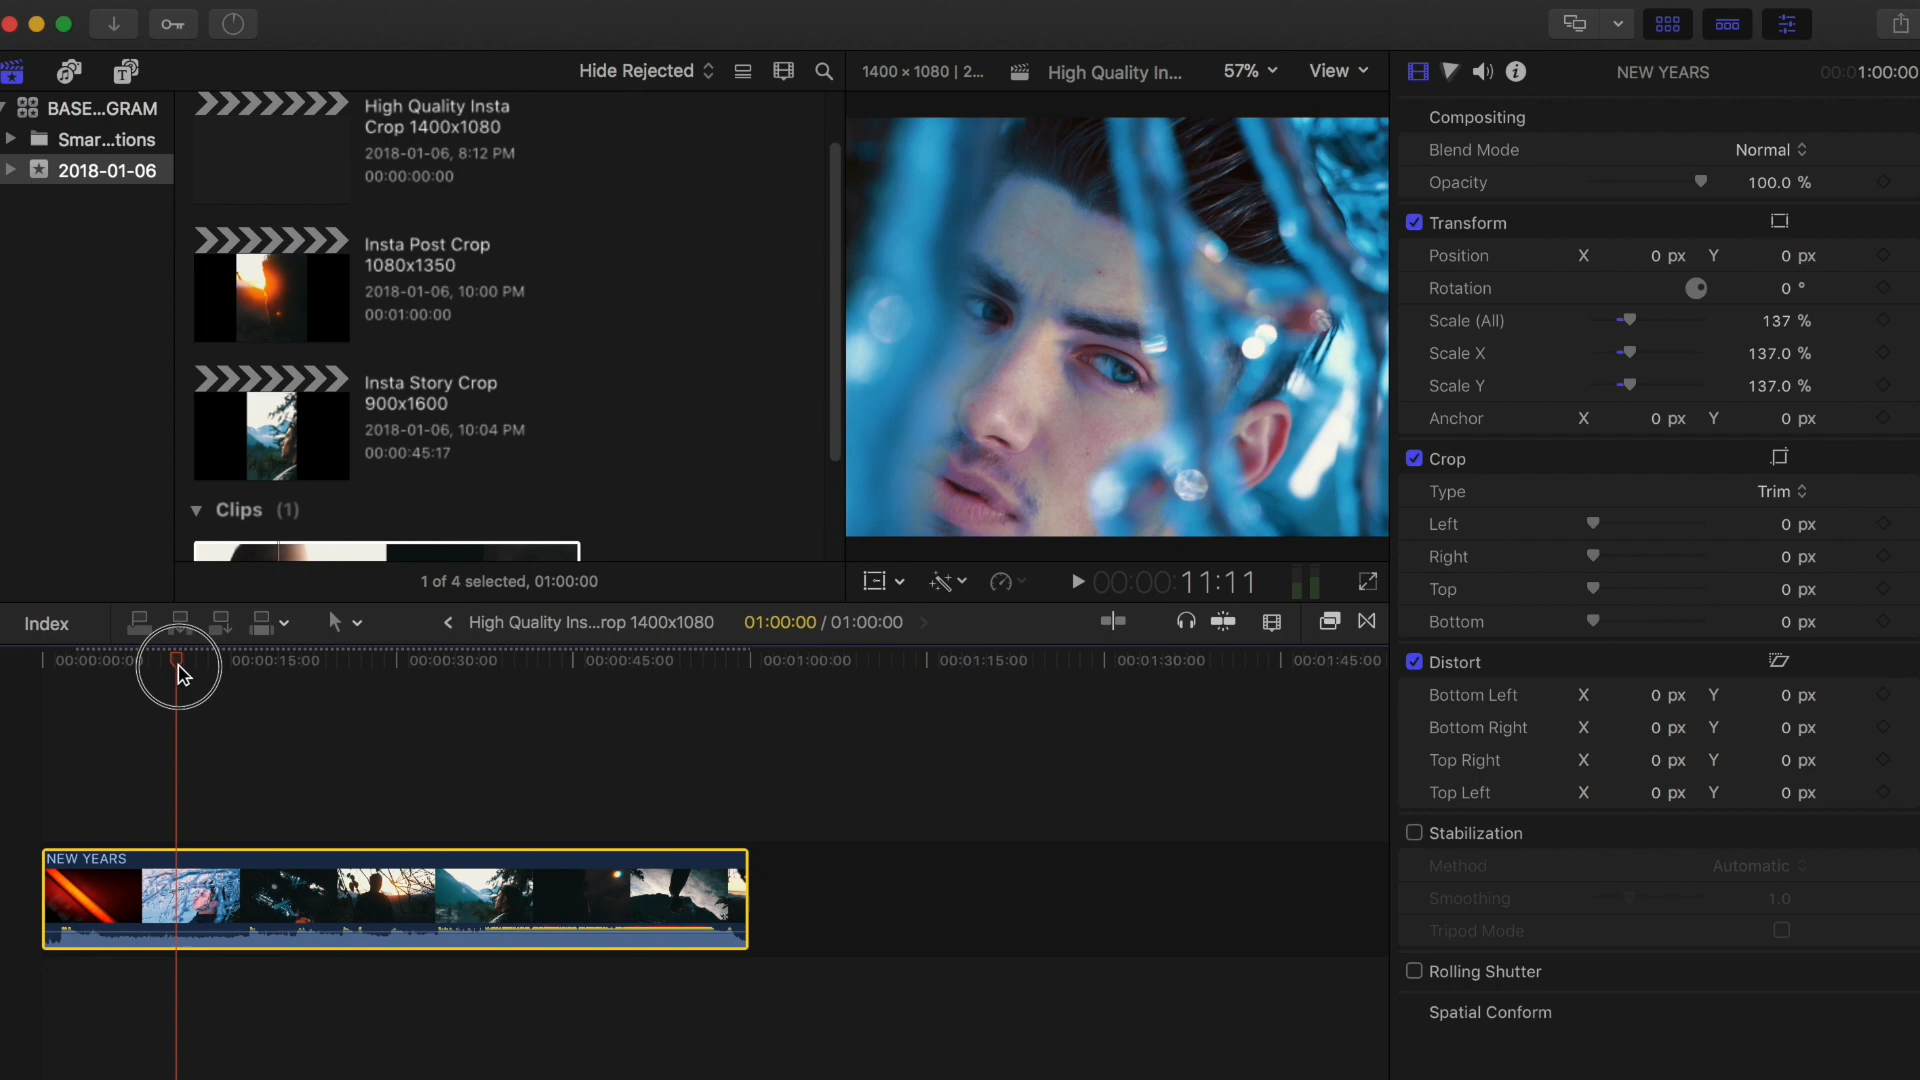 Hide Rejected
1400 × 1080 | 2...
High Quality In...
57%
View
NEW YEARS
00:01:00:00
BASE...GRAM
Smar...tions
2018-01-06
High Quality Insta
Crop 1400x1080
2018-01-06, 8:12 PM
00:00:00:00
Insta Post Crop
1080x1350
2018-01-06, 10:00 PM
00:01:00:00
Insta Story Crop
900x1600
2018-01-06, 10:04 PM
00:00:45:17
Clips (1)
1 of 4 selected, 01:00:00
00:00:11:11
Compositing
Blend Mode Normal
Opacity 100.0 %
Transform
Position X 0 px Y 0 px
Rotation 0 °
Scale (All) 137 %
Scale X 137.0 %
Scale Y 137.0 %
Anchor X 0 px Y 0 px
Crop
Type Trim
Left 0 px
Right 0 px
Top 0 px
Bottom 0 px
Distort
Bottom Left X 0 px Y 0 px
Bottom Right X 0 px Y 0 px
Top Right X 0 px Y 0 px
Top Left X 0 px Y 0 px
Stabilization
Method Automatic
Smoothing 1.0
Tripod Mode
Rolling Shutter
Spatial Conform
Index
High Quality Ins...rop 1400x1080
01:00:00 / 01:00:00
00:00:00:00 00:00:15:00 00:00:30:00 00:00:45:00 00:01:00:00 00:01:15:00 00:01:30:00 00:01:45:00
NEW YEARS